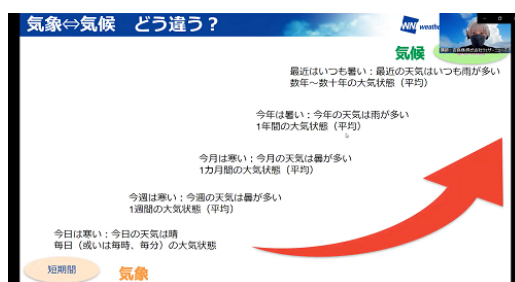 気象⇔気候 どう違う?
WNI weathe
気候
最近はいつも暑い:最近の天気はいつも雨が多い
数年~数十年の大気状態(平均)
今年は暑い:今年の天気は雨が多い
1年間の大気状態(平均)
今月は寒い:今月の天気は曇が多い
1カ月間の大気状態(平均)
今週は寒い:今週の天気は曇が多い
1週間の大気状態(平均)
今日は寒い:今日の天気は晴
毎日(或いは毎時、毎分)の大気状態
短期間
気象